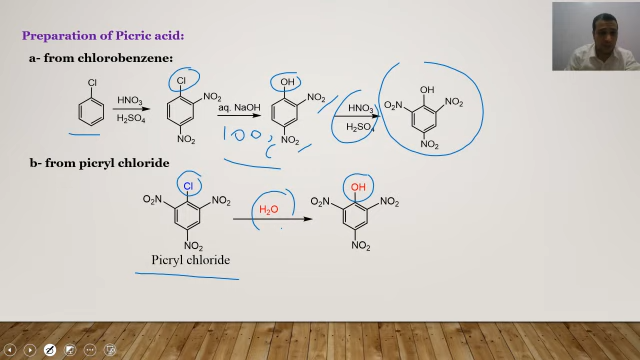 Preparation of Picric acid:
a- from chlorobenzene:
Cl
HNO3
H2SO4
Cl
NO2
NO2
aq. NaOH
100
OH
NO2
NO2
HNO3
H2SO4
OH
O2N
NO2
NO2
b- from picryl chloride
Cl
O2N
NO2
NO2
H2O
OH
O2N
NO2
NO2
Picryl chloride